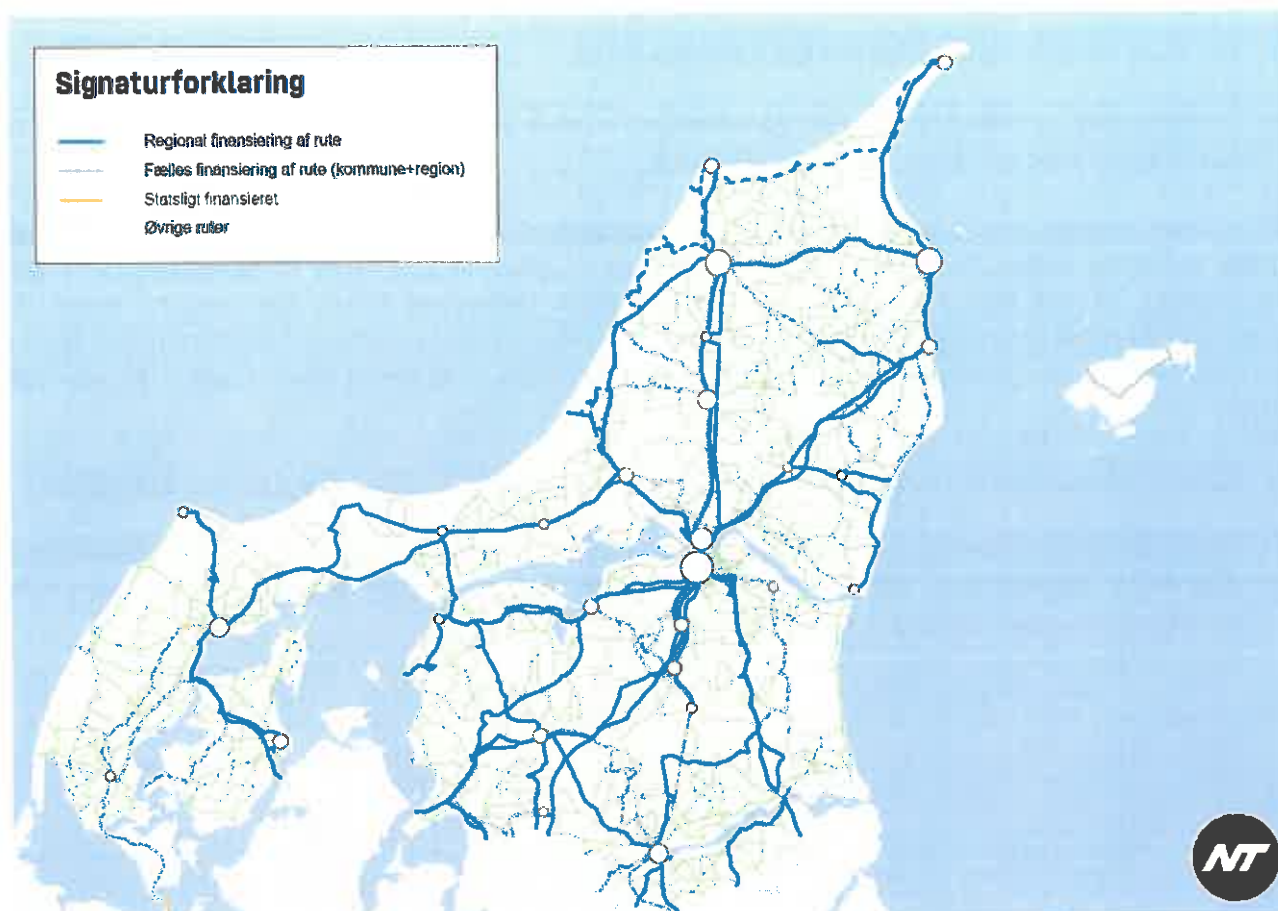 Signaturforklaring
Regional finansiering af rute
Fælles finansiering af rute (kommune+region)
Statsligt finansieret
Øvrige ruter
NT